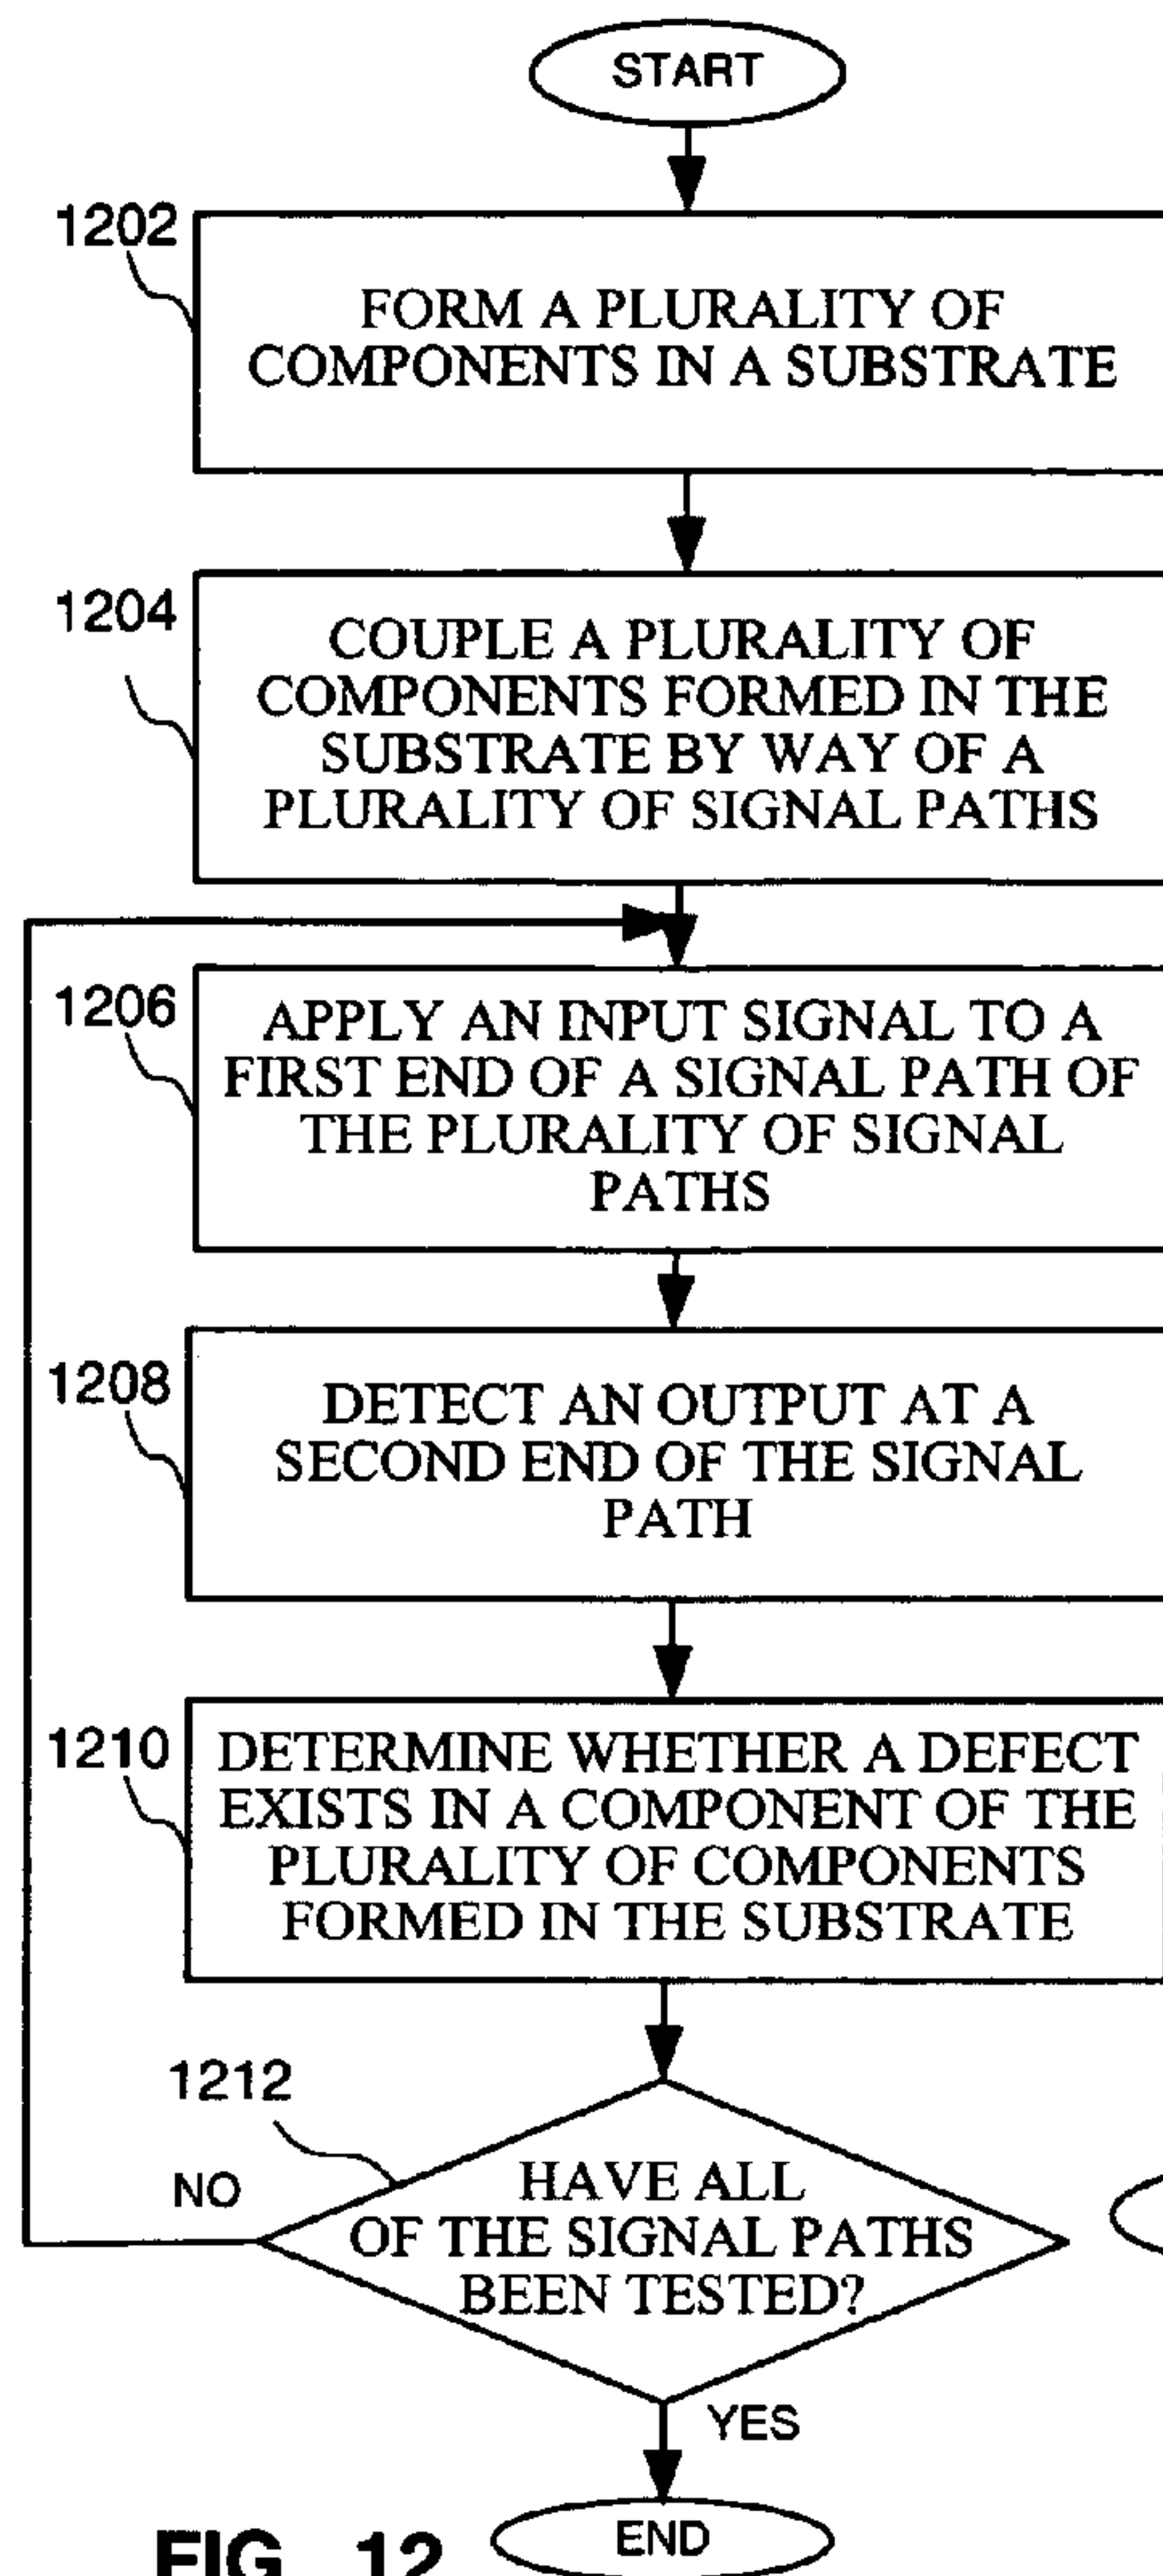 START
1202
FORM A PLURALITY OF
COMPONENTS IN A SUBSTRATE
1204
COUPLE A PLURALITY OF
COMPONENTS FORMED IN THE
SUBSTRATE BY WAY OF A
PLURALITY OF SIGNAL PATHS
1206
APPLY AN INPUT SIGNAL TO A
FIRST END OF A SIGNAL PATH OF
THE PLURALITY OF SIGNAL
PATHS
1208
DETECT AN OUTPUT AT A
SECOND END OF THE SIGNAL
PATH
1210
DETERMINE WHETHER A DEFECT
EXISTS IN A COMPONENT OF THE
PLURALITY OF COMPONENTS
FORMED IN THE SUBSTRATE
1212
NO
HAVE ALL
OF THE SIGNAL PATHS
BEEN TESTED?
YES
END
FIG. 12